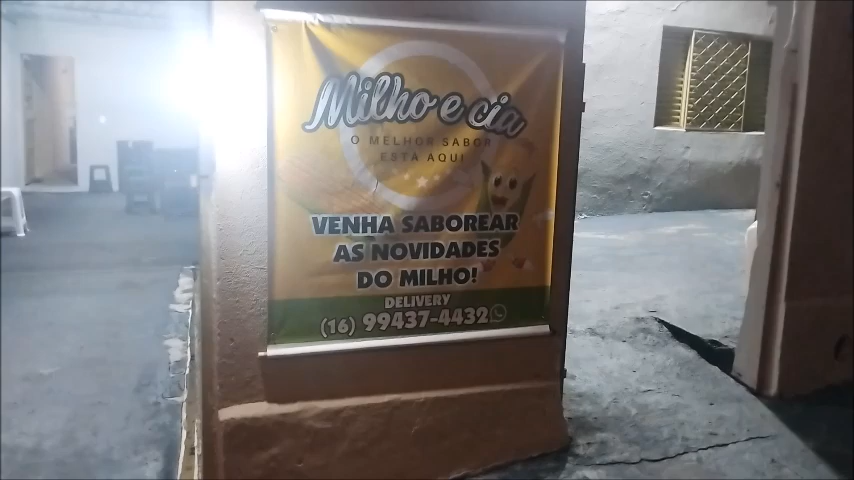 Milho e cia
O MELHOR SABOR
ESTA AQUI
VENHA SABOREAR
AS NOVIDADES
DO MILHO!
DELIVERY
(16) 99437-4432